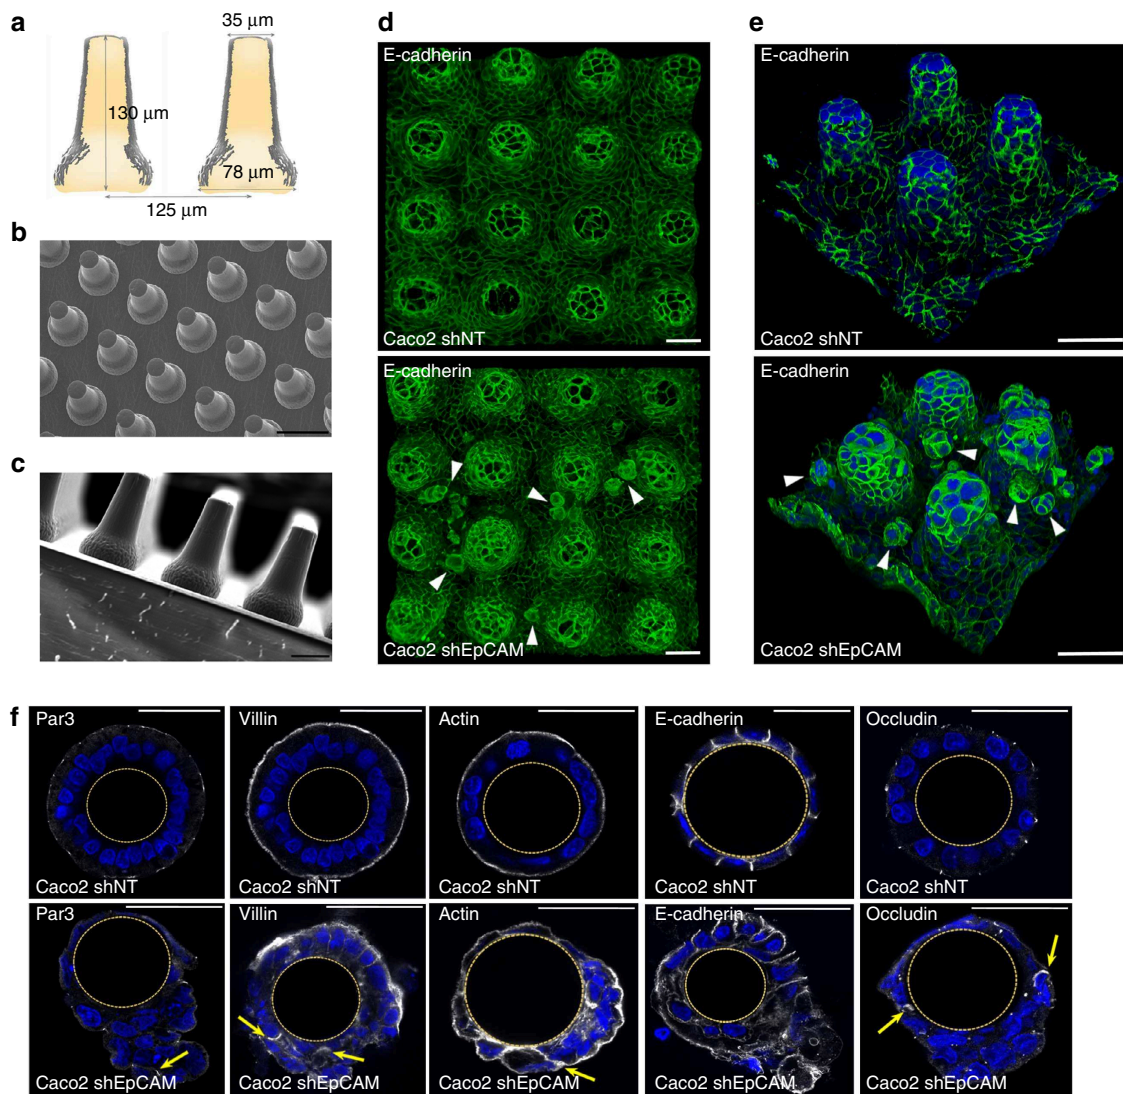 a
35 μm
130 μm
78 μm
125 μm
b
c
d
E-cadherin
Caco2 shNT
E-cadherin
Caco2 shEpCAM
e
E-cadherin
Caco2 shNT
E-cadherin
Caco2 shEpCAM
f
Par3
Caco2 shNT
Villin
Caco2 shNT
Actin
Caco2 shNT
E-cadherin
Caco2 shNT
Occludin
Caco2 shNT
Par3
Caco2 shEpCAM
Villin
Caco2 shEpCAM
Actin
Caco2 shEpCAM
E-cadherin
Caco2 shEpCAM
Occludin
Caco2 shEpCAM